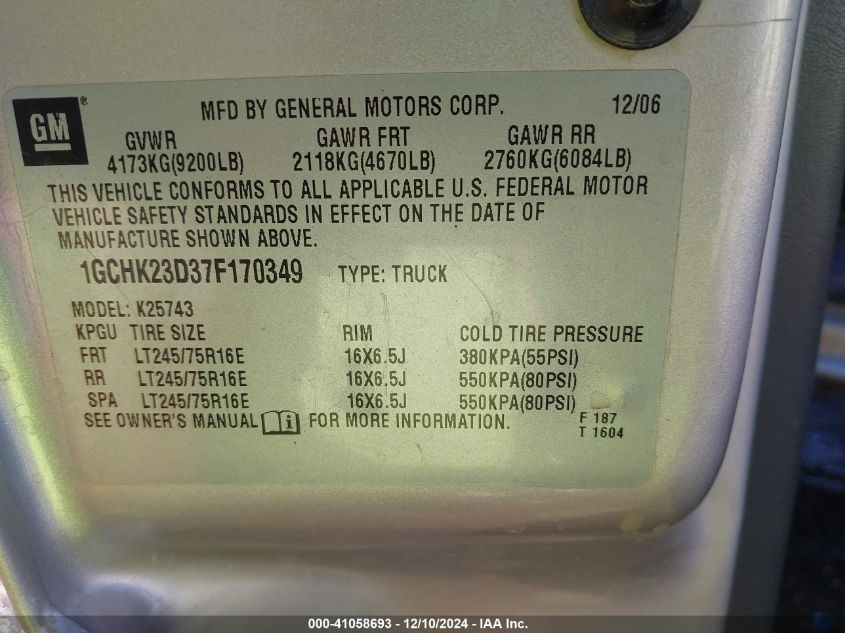 GM® MFD BY GENERAL MOTORS CORP. 12/06
GVWR GAWR FRT GAWR RR
4173KG(9200LB) 2118KG(4670LB) 2760KG(6084LB)
THIS VEHICLE CONFORMS TO ALL APPLICABLE U.S. FEDERAL MOTOR
VEHICLE SAFETY STANDARDS IN EFFECT ON THE DATE OF
MANUFACTURE SHOWN ABOVE.
1GCHK23D37F170349 TYPE: TRUCK
MODEL: K25743
KPGU TIRE SIZE RIM COLD TIRE PRESSURE
FRT LT245/75R16E 16X6.5J 380KPA(55PSI)
RR LT245/75R16E 16X6.5J 550KPA(80PSI)
SPA LT245/75R16E 16X6.5J 550KPA(80PSI)
SEE OWNER'S MANUAL i FOR MORE INFORMATION. F 187
T 1604
000-41058693 - 12/10/2024 - IAA Inc.